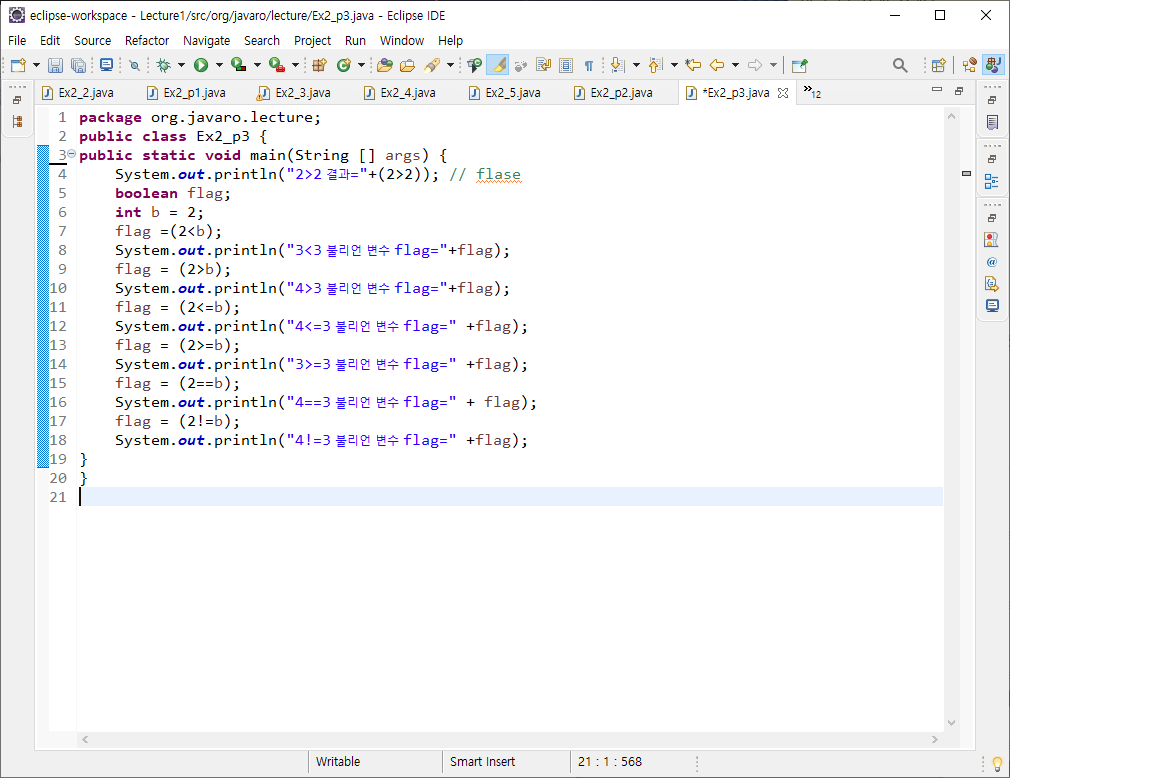 eclipse-workspace - Lecture1/src/org/javaro/lecture/Ex2_p3.java - Eclipse IDE
File Edit Source Refactor Navigate Search Project Run Window Help
Ex2_2.java Ex2_p1.java Ex2_3.java Ex2_4.java Ex2_5.java Ex2_p2.java *Ex2_p3.java »12
1 package org.javaro.lecture;
2 public class Ex2_p3 {
3 public static void main(String [] args) {
4 System.out.println("2>2 결과="+(2>2)); // flase
5 boolean flag;
6 int b = 2;
7 flag =(2<b);
8 System.out.println("3<3 불리언 변수 flag="+flag);
9 flag = (2>b);
10 System.out.println("4>3 불리언 변수 flag="+flag);
11 flag = (2<=b);
12 System.out.println("4<=3 불리언 변수 flag=" +flag);
13 flag = (2>=b);
14 System.out.println("3>=3 불리언 변수 flag=" +flag);
15 flag = (2==b);
16 System.out.println("4==3 불리언 변수 flag=" + flag);
17 flag = (2!=b);
18 System.out.println("4!=3 불리언 변수 flag=" +flag);
19 }
20 }
21
Writable Smart Insert 21 : 1 : 568